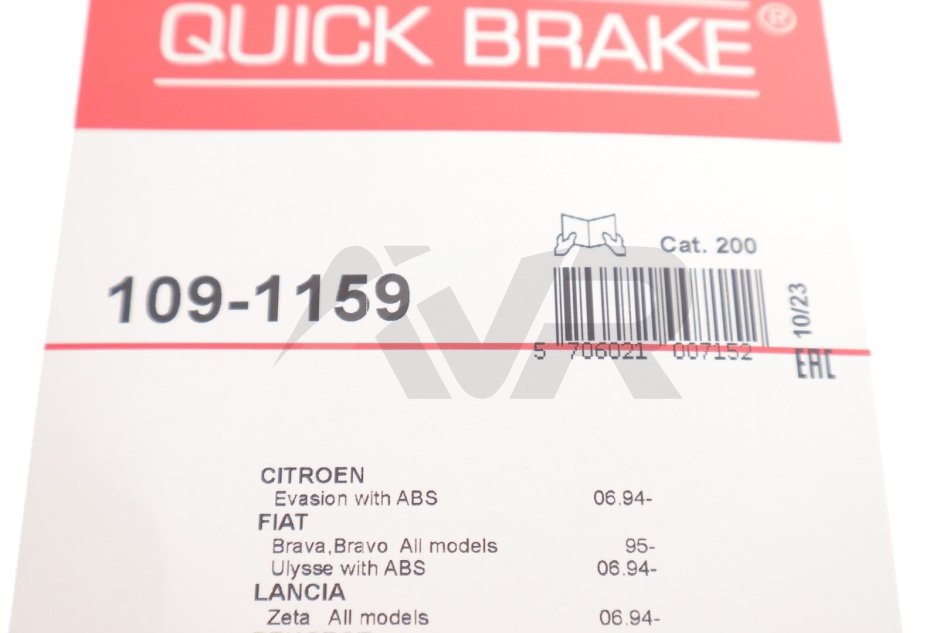 QUICK BRAKE®
Cat. 200
109-1159
10/23
5 706021 007152
EAC
CITROEN
Evasion with ABS 06.94-
FIAT
Brava,Bravo All models 95-
Ulysse with ABS 06.94-
LANCIA
Zeta All models 06.94-